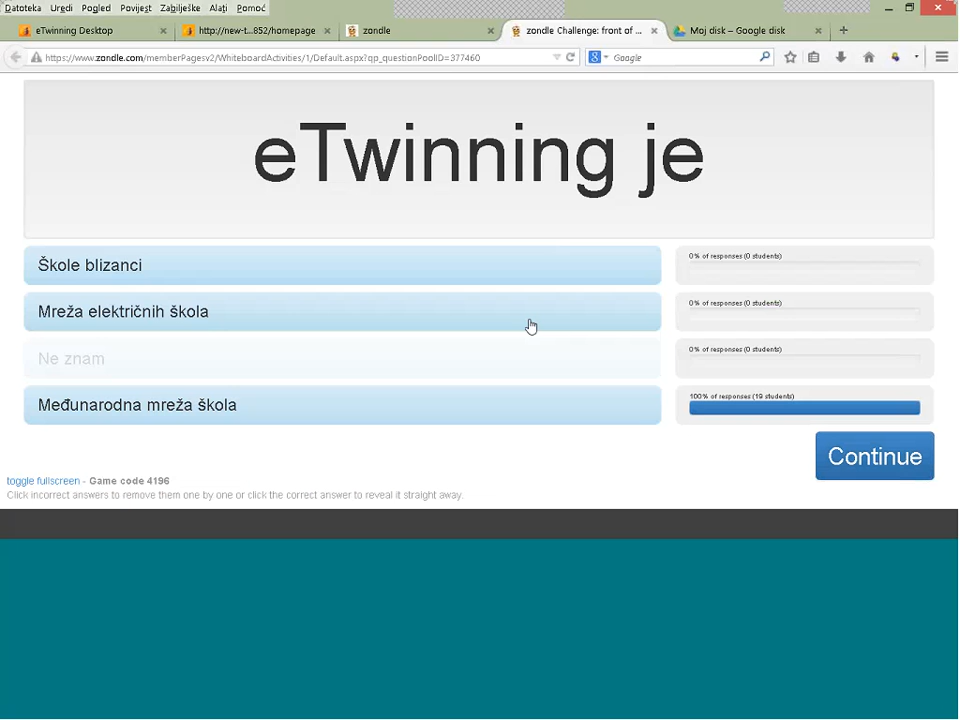 Datoteka Uredi Pogled Povijest Zabilješke Alati Pomoć
eTwinning Desktop
http://new-t...852/homepage
zondle
zondle Challenge: front of ...
Moj disk – Google disk
https://www.zondle.com/memberPagesv2/WhiteboardActivities/1/Default.aspx?qp_questionPoolID=377460
Google
eTwinning je
Škole blizanci
0% of responses (0 students)
Mreža električnih škola
0% of responses (0 students)
Ne znam
0% of responses (0 students)
Međunarodna mreža škola
100% of responses (19 students)
Continue
toggle fullscreen - Game code 4196
Click incorrect answers to remove them one by one or click the correct answer to reveal it straight away.